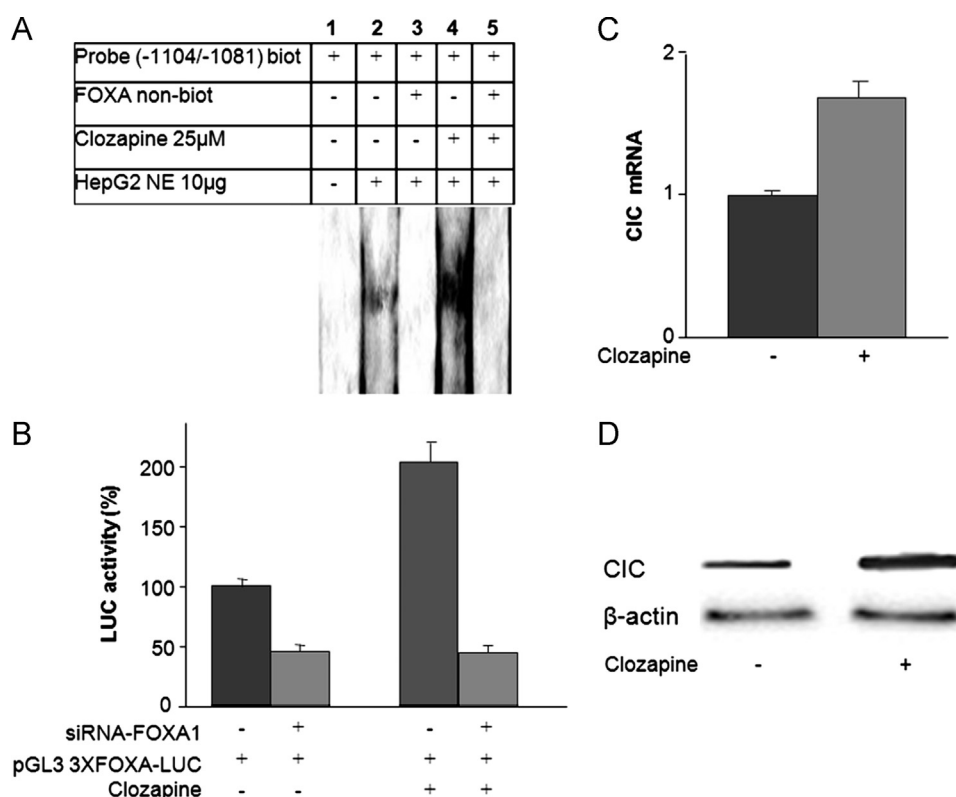 A
1 2 3 4 5
Probe (-1104/-1081) biot + + + + +
FOXA non-biot - - + - +
Clozapine 25µM - - - + +
HepG2 NE 10µg - + + + +
B
LUC activity (%)
200
150
100
50
0
siRNA-FOXA1 - + - +
pGL3 3XFOXA-LUC + + + +
Clozapine - - + +
C
CIC mRNA
2
1
0
Clozapine - +
D
CIC
β-actin
Clozapine - +